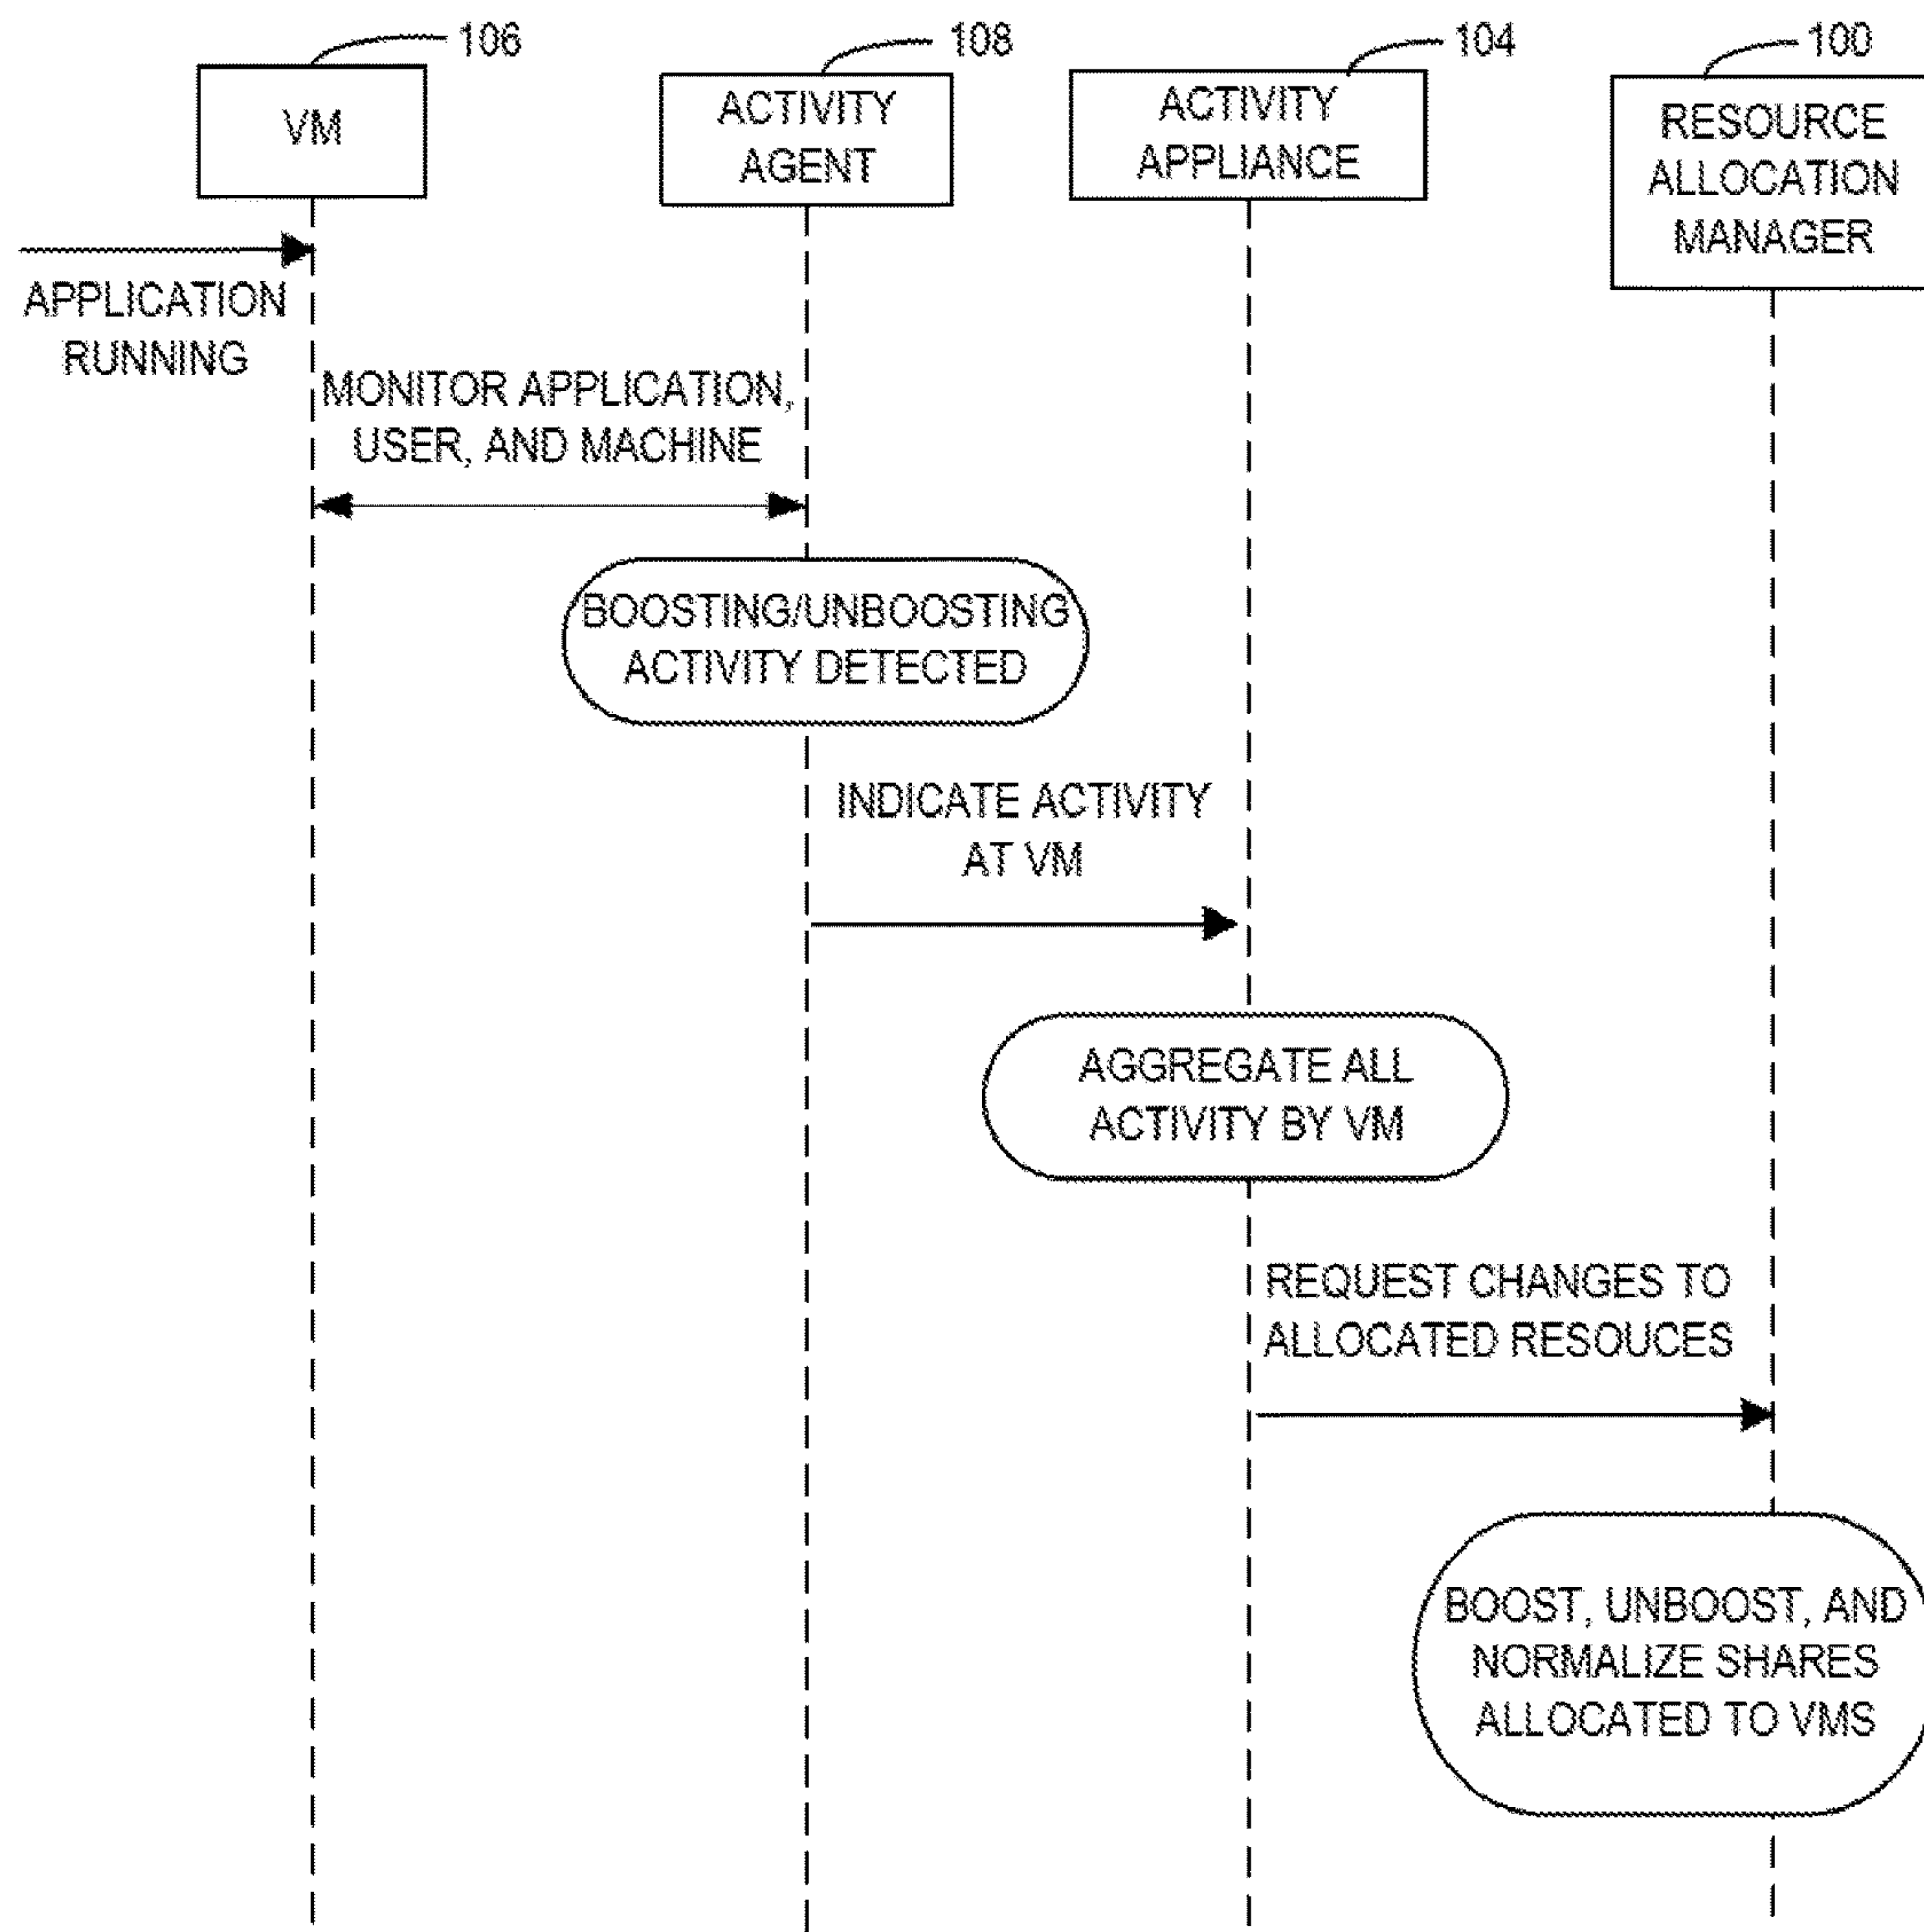 106
108
104
100
VM
ACTIVITY
AGENT
ACTIVITY
APPLIANCE
RESOURCE
ALLOCATION
MANAGER
APPLICATION
RUNNING
MONITOR APPLICATION,
USER, AND MACHINE
BOOSTING/UNBOOSTING
ACTIVITY DETECTED
INDICATE ACTIVITY
AT VM
AGGREGATE ALL
ACTIVITY BY VM
REQUEST CHANGES TO
ALLOCATED RESOUCES
BOOST, UNBOOST, AND
NORMALIZE SHARES
ALLOCATED TO VMS